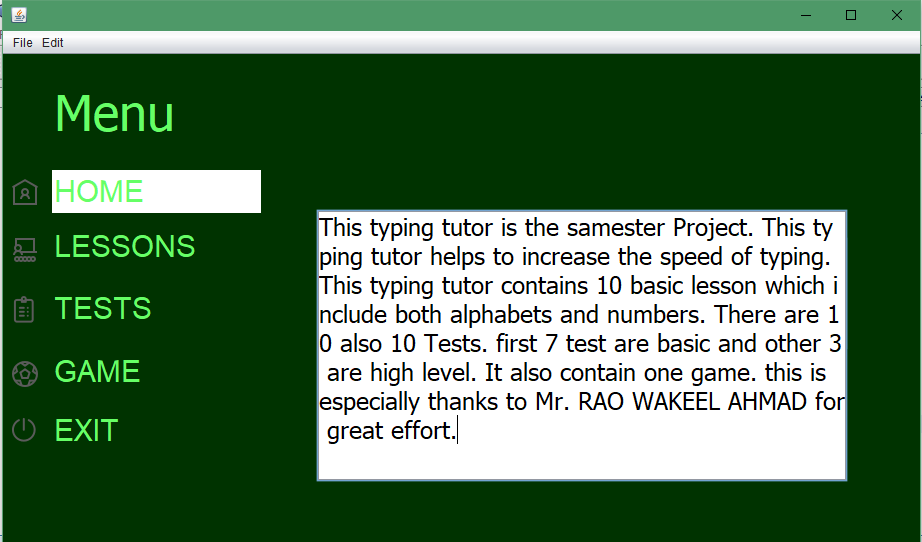 File Edit
Menu
HOME
LESSONS
TESTS
GAME
EXIT
This typing tutor is the samester Project. This ty
ping tutor helps to increase the speed of typing.
This typing tutor contains 10 basic lesson which i
nclude both alphabets and numbers. There are 1
0 also 10 Tests. first 7 test are basic and other 3
are high level. It also contain one game. this is
especially thanks to Mr. RAO WAKEEL AHMAD for
great effort.